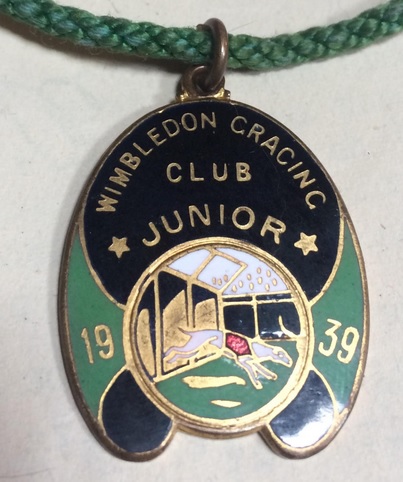 WIMBLEDON GRACING
CLUB
JUNIOR
19 39